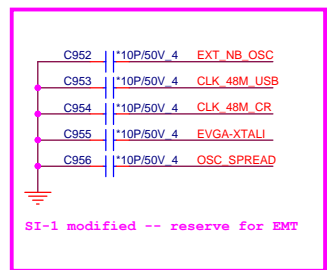 C952 *10P/50V_4 EXT_NB_OSC
C953 *10P/50V_4 CLK_48M_USB
C954 *10P/50V_4 CLK_48M_CR
C955 *10P/50V_4 EVGA-XTALI
C956 *10P/50V_4 OSC_SPREAD
SI-1 modified -- reserve for EMT